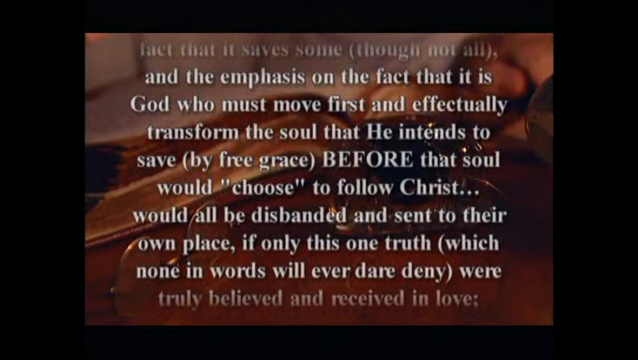 fact that it saves some (though not all),
and the emphasis on the fact that it is
God who must move first and effectually
transform the soul that He intends to
save (by free grace) BEFORE that soul
would "choose" to follow Christ...
would all be disbanded and sent to their
own place, if only this one truth (which
none in words will ever dare deny) were
truly believed and received in love;